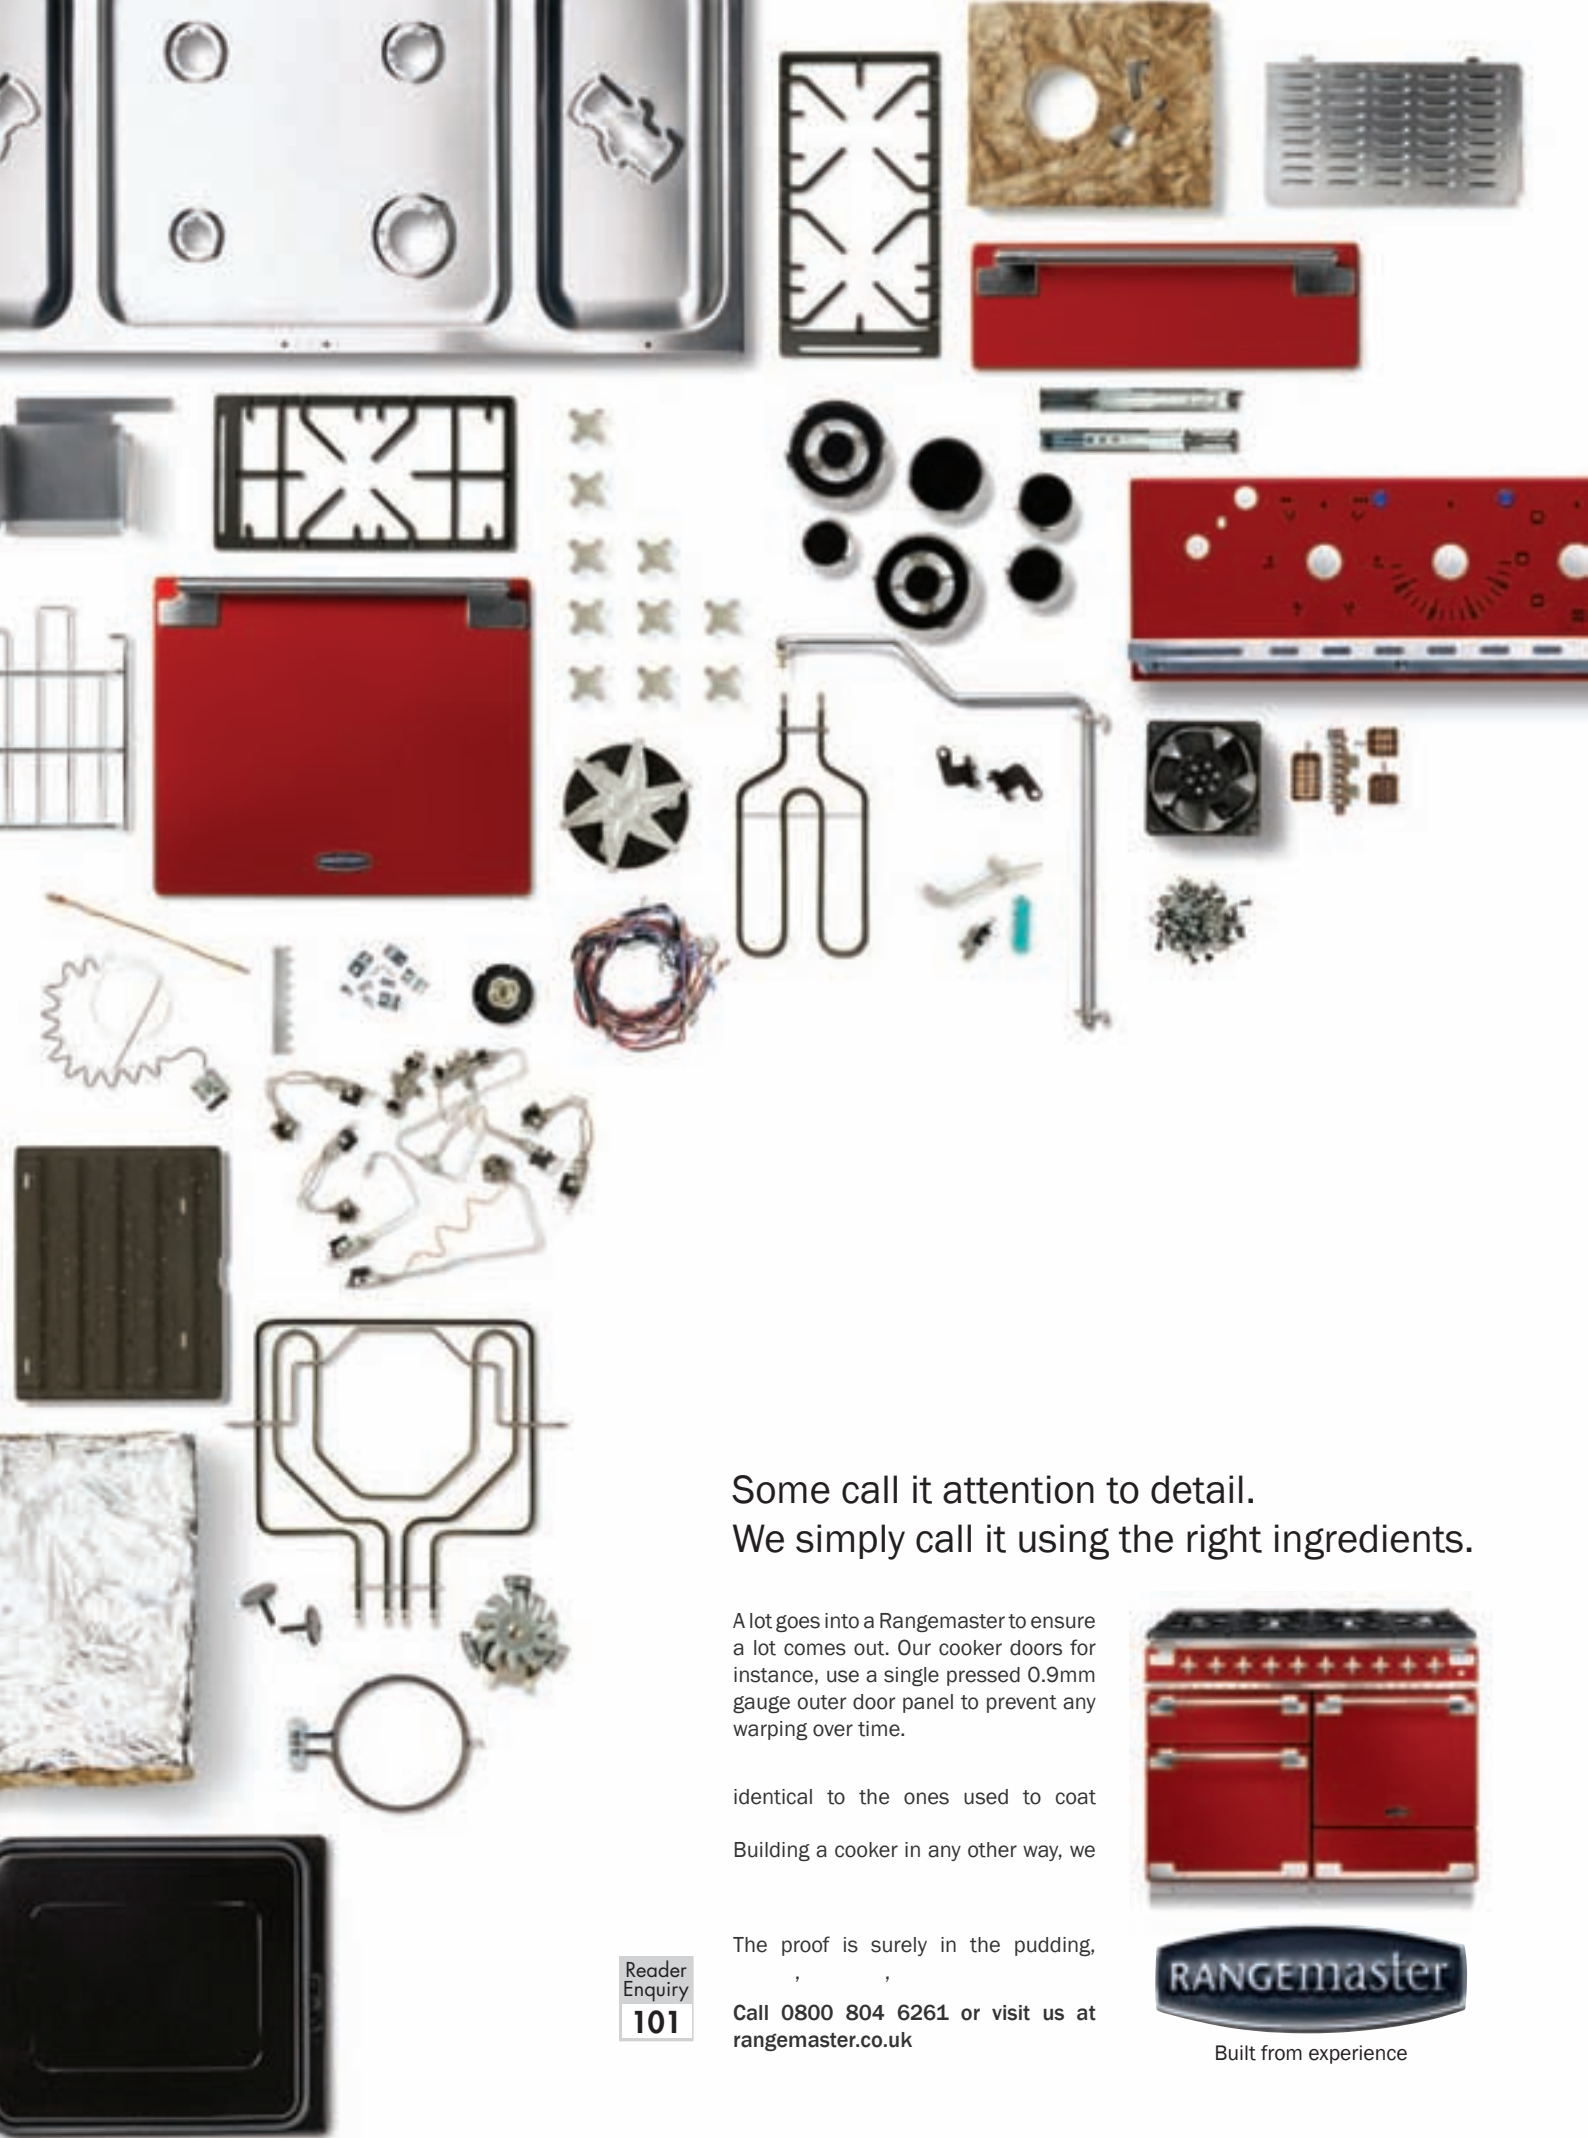 Some call it attention to detail.
We simply call it using the right ingredients.
A lot goes into a Rangemaster to ensure
a lot comes out. Our cooker doors for
instance, use a single pressed 0.9mm
gauge outer door panel to prevent any
warping over time.
identical to the ones used to coat
Building a cooker in any other way, we
The proof is surely in the pudding,
, ,
Call 0800 804 6261 or visit us at
rangemaster.co.uk
Reader
Enquiry
101
RANGEmaster
Built from experience